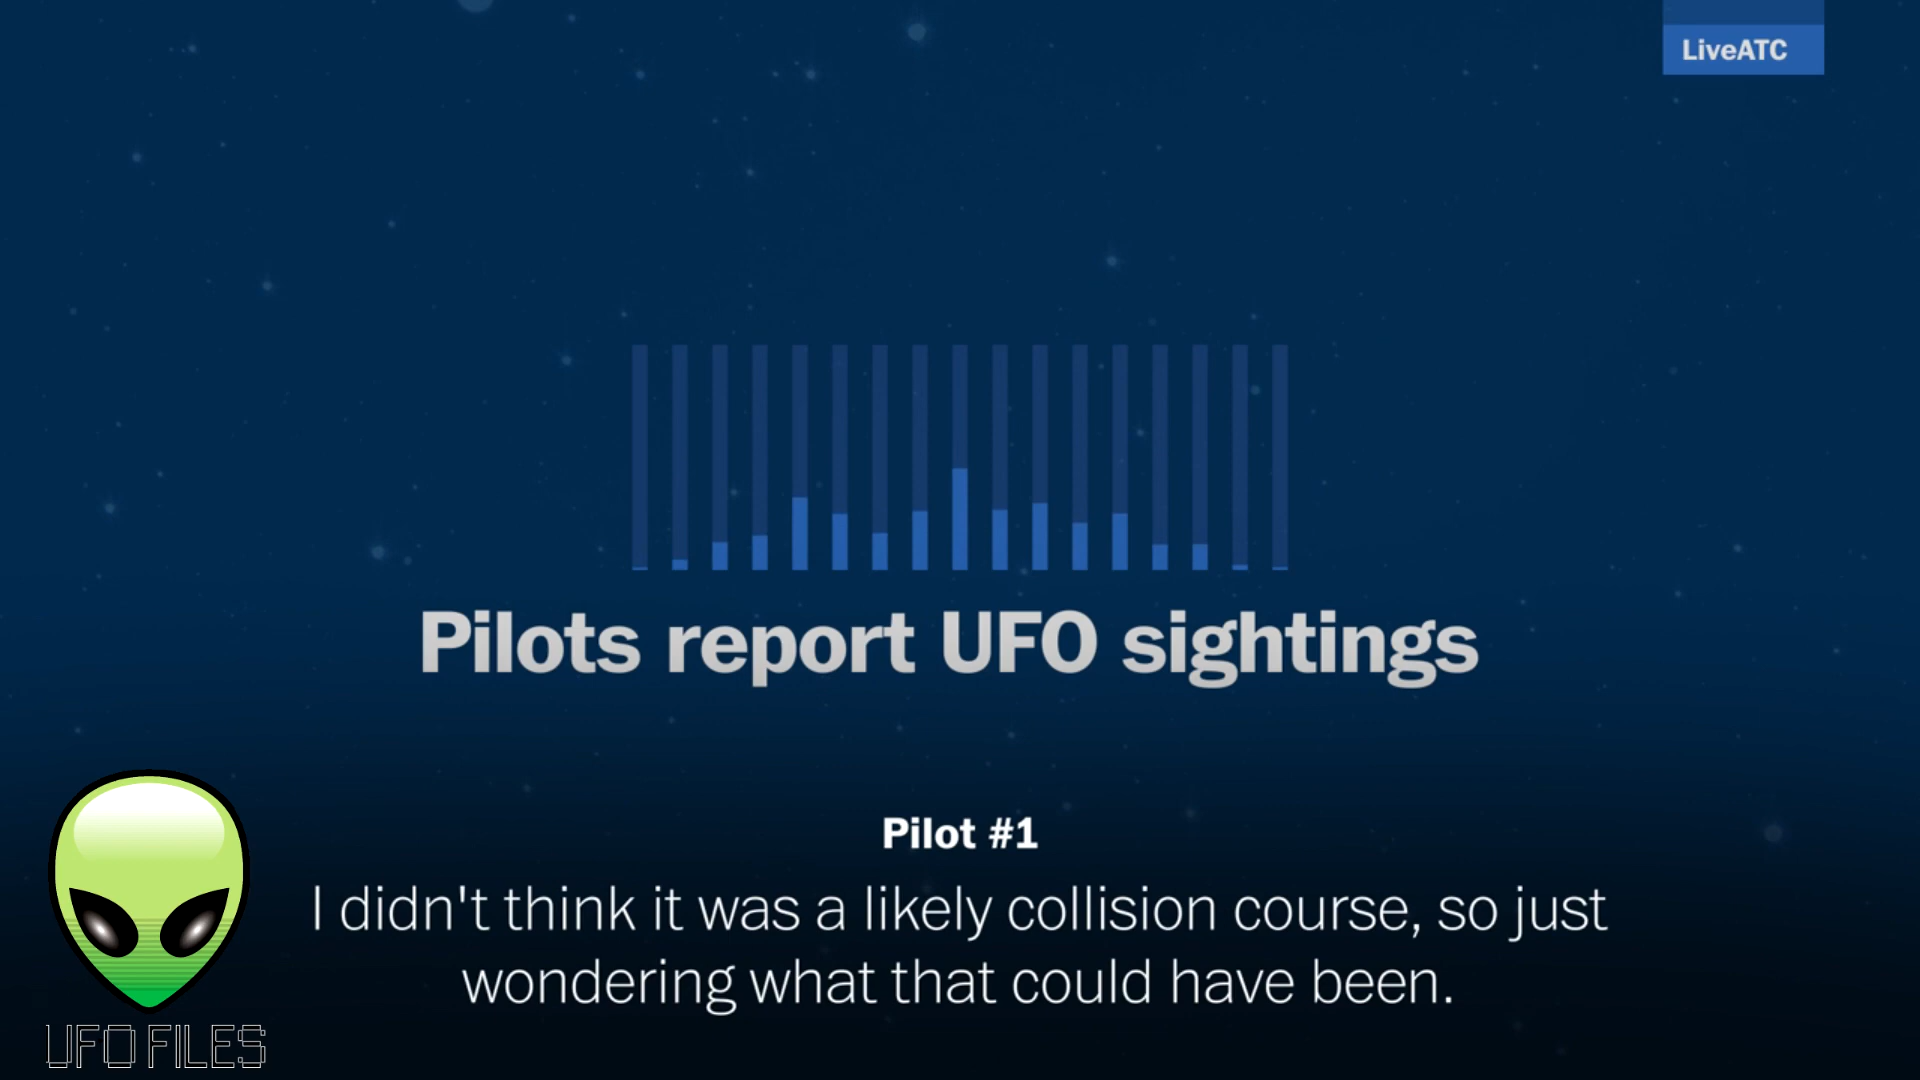 LiveATC
Pilots report UFO sightings
Pilot #1
I didn't think it was a likely collision course, so just
wondering what that could have been.
UFO FILES